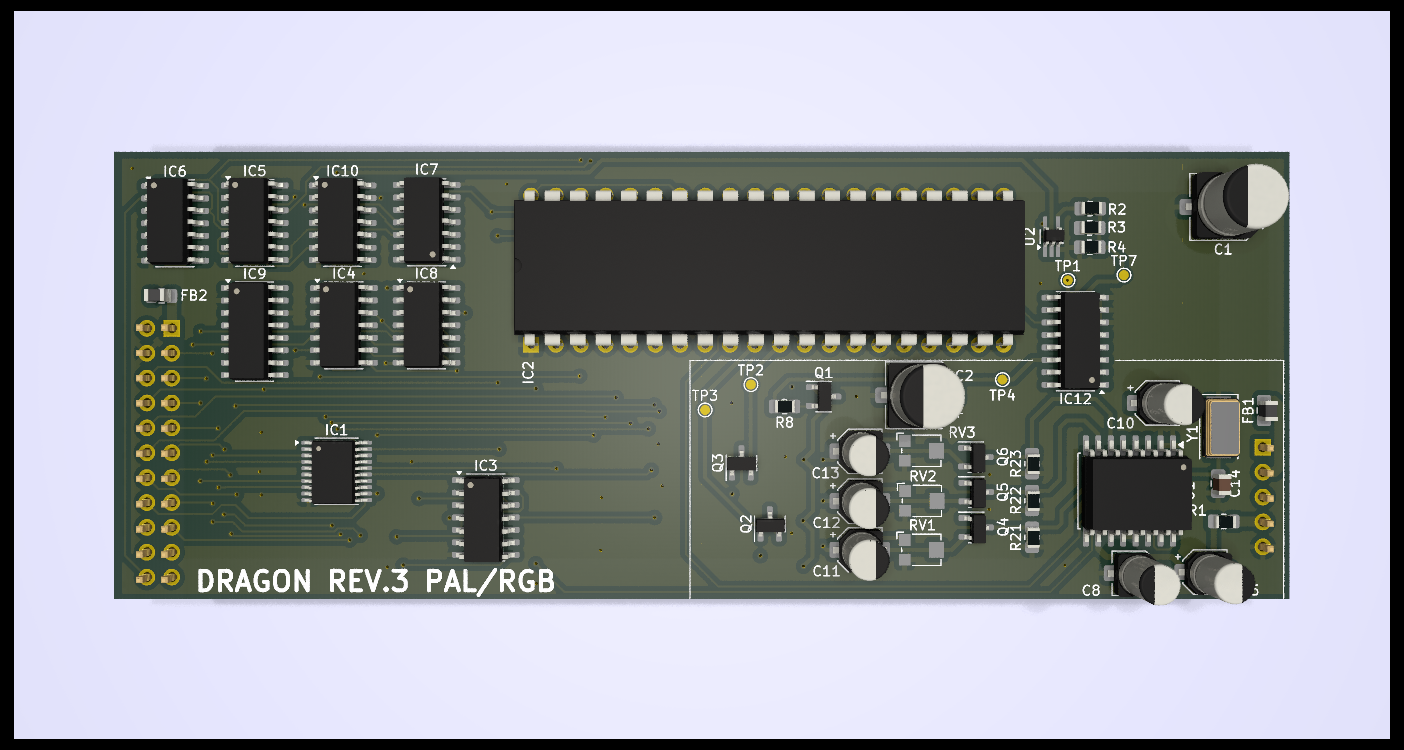 IC6 IC5 IC10 IC7
R2
U2 R3
R4
C1
TP1 TP7
IC9 IC4 IC8
FB2
IC2
TP2 Q1 C2 TP4
IC12
TP3
R8
C10 Y1 FB1
IC1
RV3
Q3 C13 Q6 R23
IC3
RV2
C14
Q5 R22
R1
Q2 C12 RV1 Q4 R21
C11
DRAGON REV.3 PAL/RGB
C8